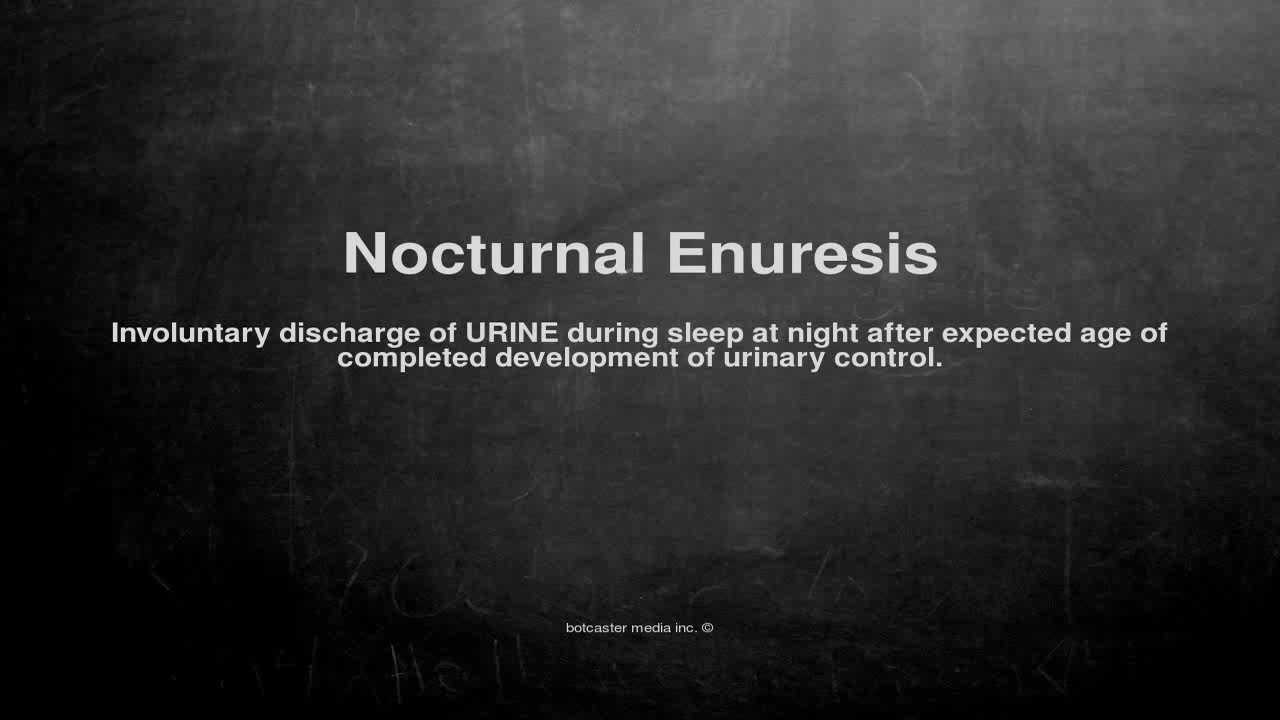 Nocturnal Enuresis
Involuntary discharge of URINE during sleep at night after expected age of
completed development of urinary control.
botcaster media inc. ©